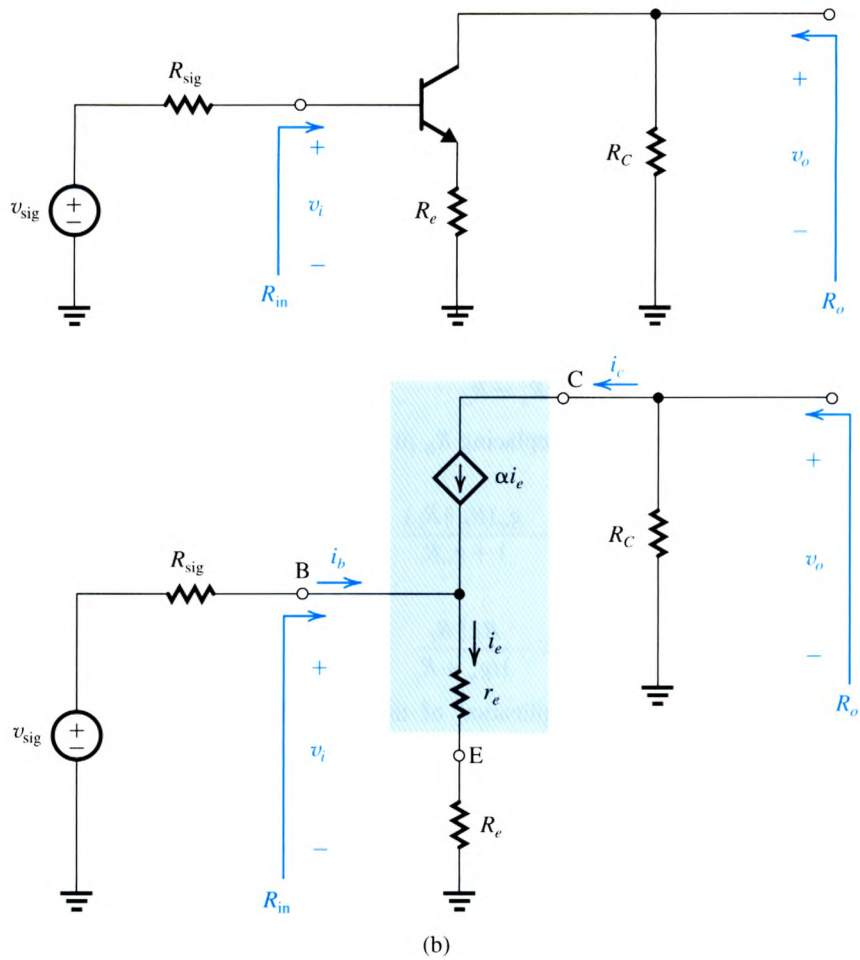 R_sig
v_sig
+
−
R_in
+
v_i
−
R_e
R_C
+
v_o
−
R_o
C
i_c
αi_e
R_sig
B
i_b
i_e
r_e
E
R_e
v_sig
+
−
R_in
+
v_i
−
R_C
+
v_o
−
R_o
(b)